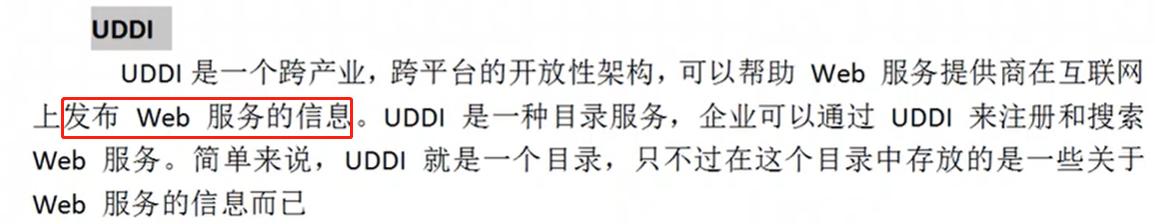 UDDI
UDDI 是一个跨产业，跨平台的开放性架构，可以帮助 Web 服务提供商在互联网
上发布 Web 服务的信息。UDDI 是一种目录服务，企业可以通过 UDDI 来注册和搜索
Web 服务。简单来说，UDDI 就是一个目录，只不过在这个目录中存放的是一些关于
Web 服务的信息而已